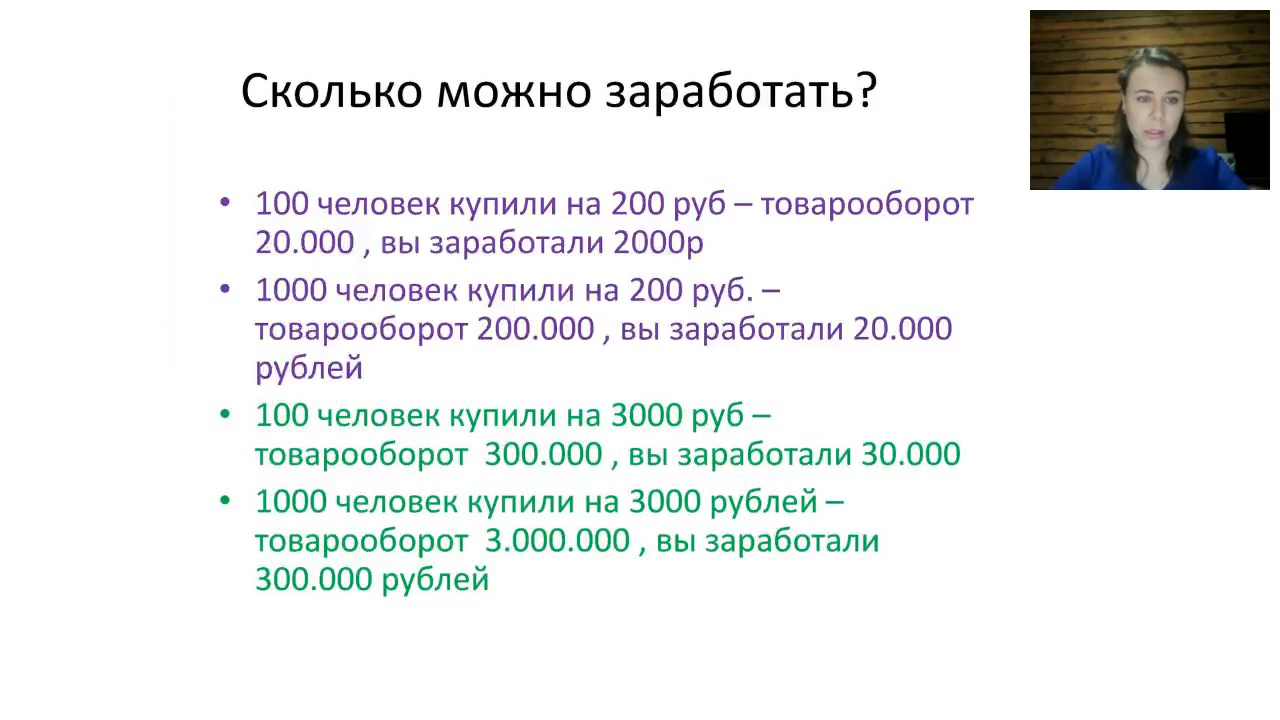 Сколько можно заработать?
• 100 человек купили на 200 руб – товарооборот
20.000 , вы заработали 2000р
• 1000 человек купили на 200 руб. –
товарооборот 200.000 , вы заработали 20.000
рублей
• 100 человек купили на 3000 руб –
товарооборот  300.000 , вы заработали 30.000
• 1000 человек купили на 3000 рублей –
товарооборот  3.000.000 , вы заработали
300.000 рублей